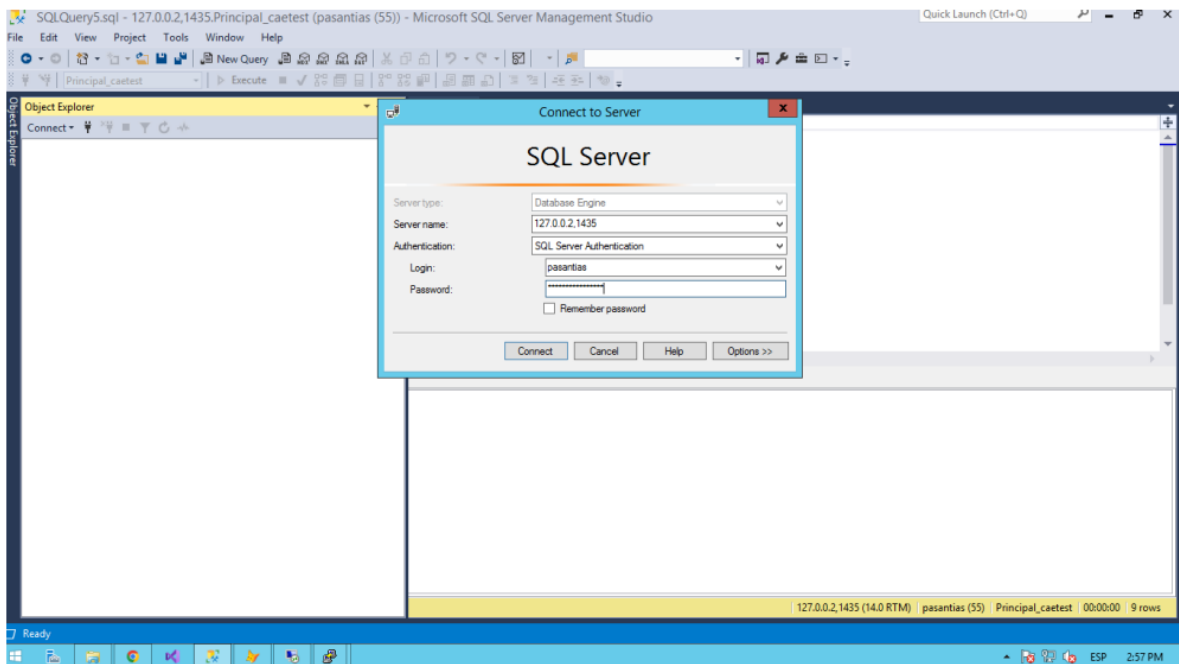 SQLQuery5.sql - 127.0.0.2,1435.Principal_caetest (pasantias (55)) - Microsoft SQL Server Management Studio
Quick Launch (Ctrl+Q)
File Edit View Project Tools Window Help
New Query
Principal_caetest
Execute
Object Explorer
Object Explorer
Connect
Connect to Server
SQL Server
Server type: Database Engine
Server name: 127.0.0.2,1435
Authentication: SQL Server Authentication
Login: pasantias
Password: ****************
Remember password
Connect Cancel Help Options >>
127.0.0.2,1435 (14.0 RTM) pasantias (55) Principal_caetest 00:00:00 9 rows
Ready
ESP 2:57 PM